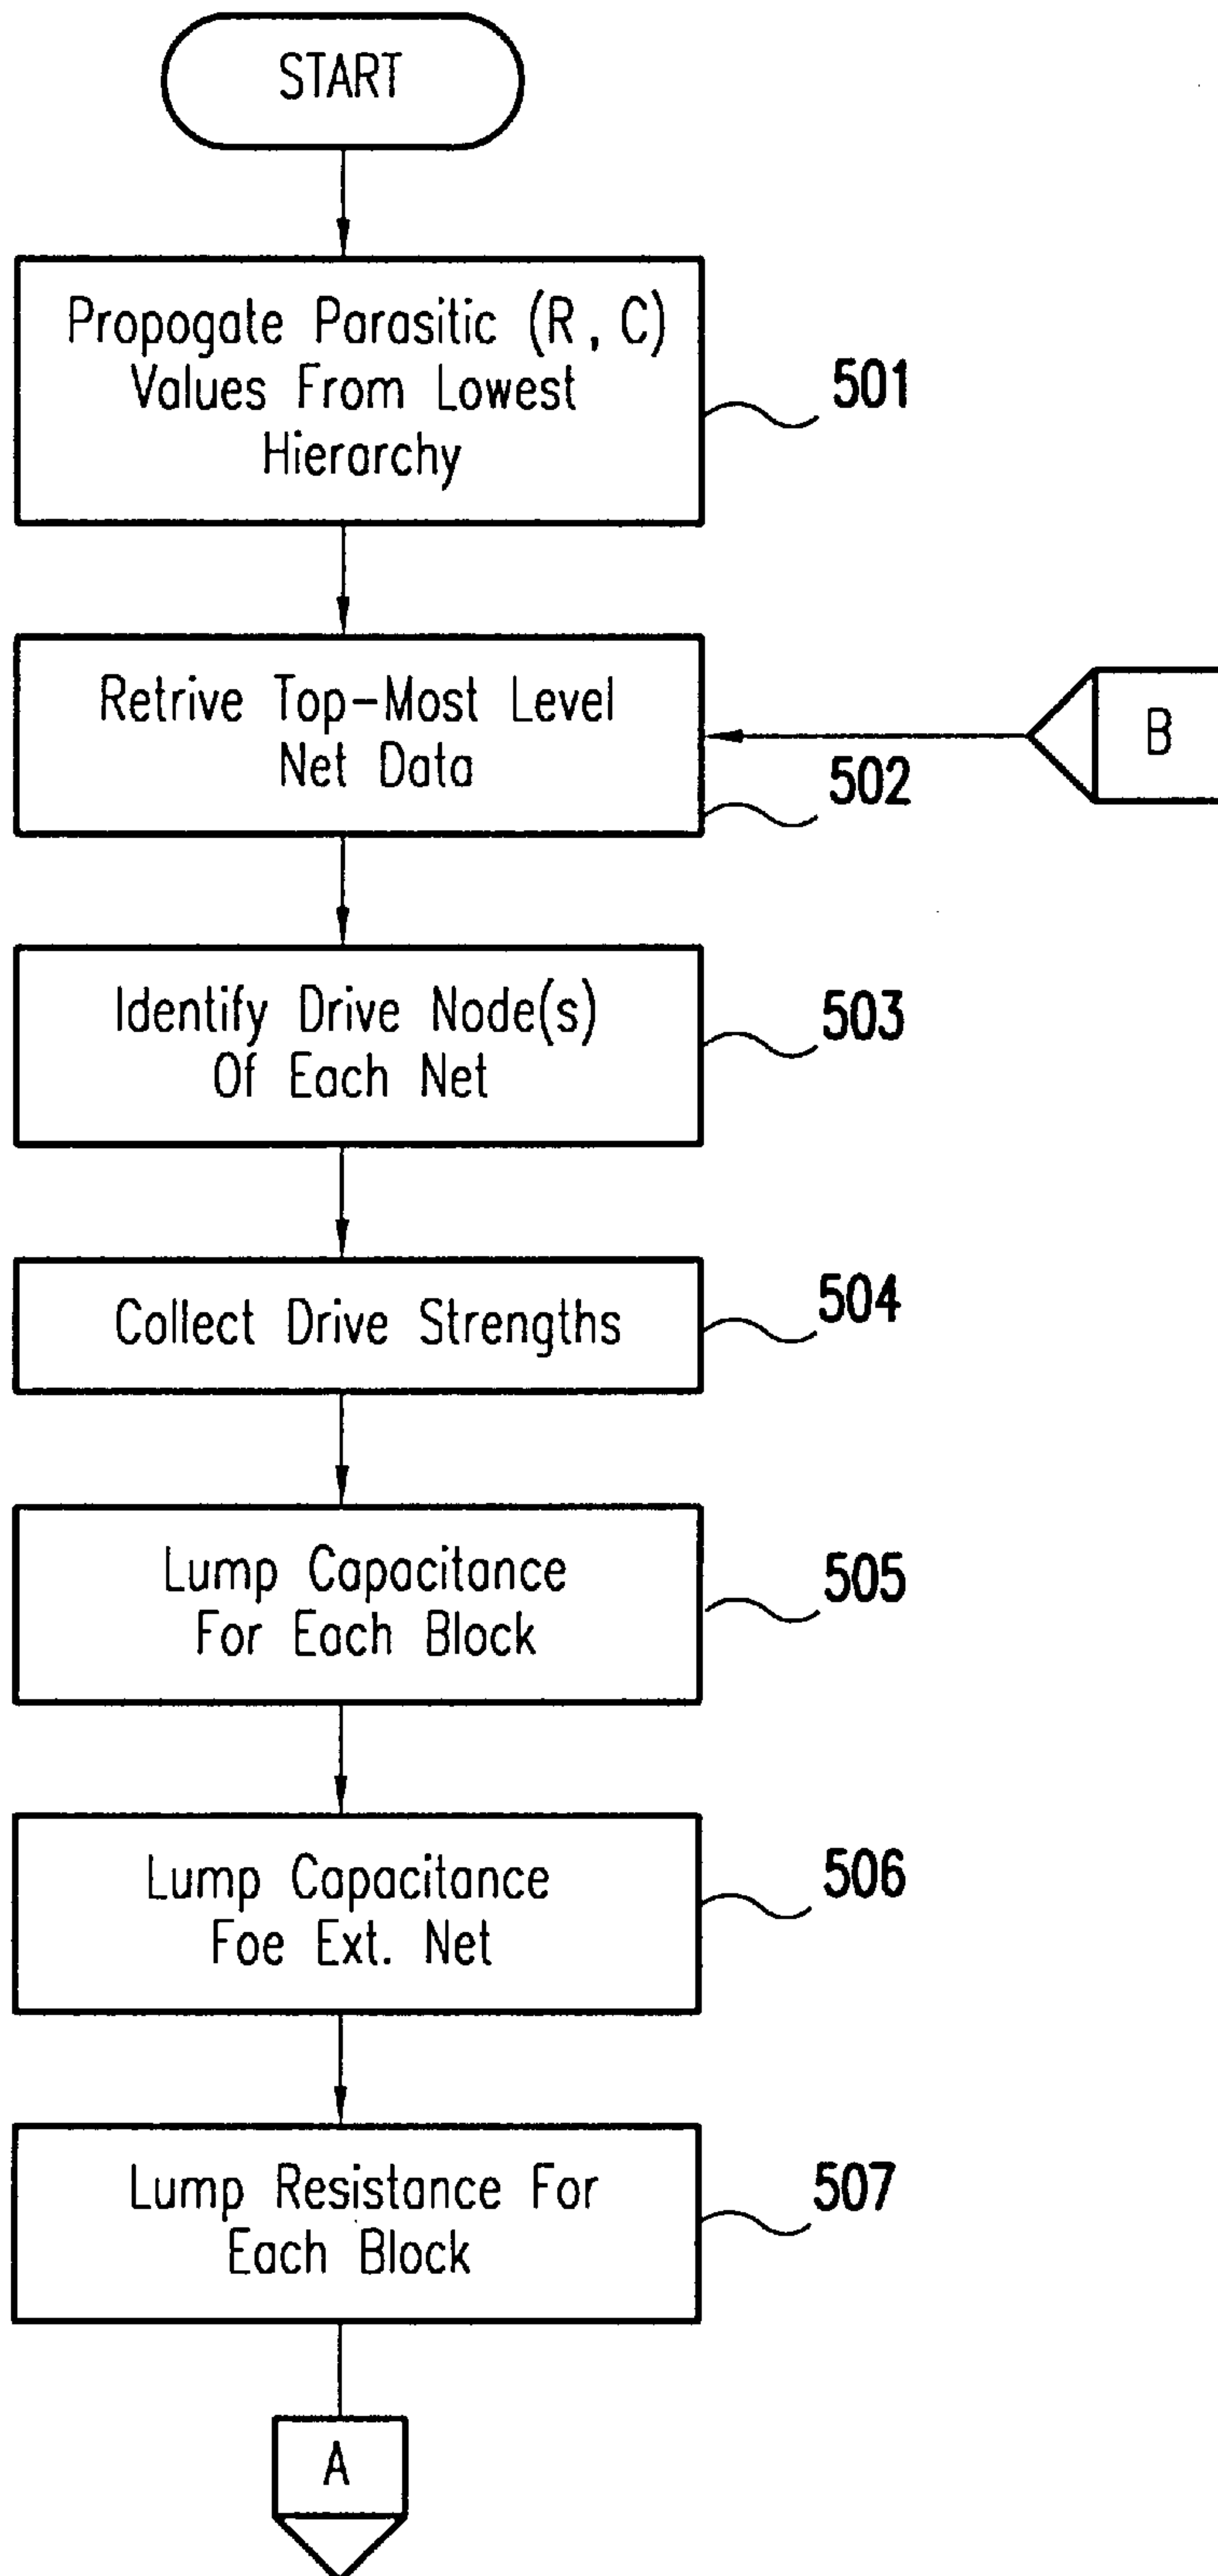 START
Propogate Parasitic (R , C)
Values From Lowest
Hierarchy
501
Retrive Top-Most Level
Net Data
502
B
Identify Drive Node(s)
Of Each Net
503
Collect Drive Strengths
504
Lump Capacitance
For Each Block
505
Lump Capacitance
Foe Ext. Net
506
Lump Resistance For
Each Block
507
A